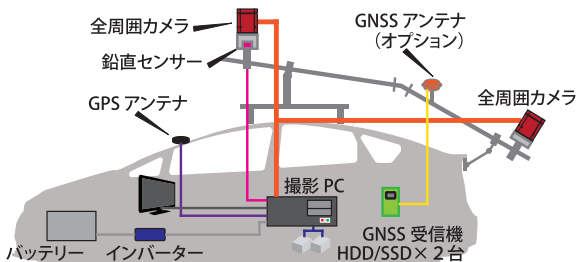 全周囲カメラ
鉛直センサー
GPS アンテナ
GNSS アンテナ
（オプション）
全周囲カメラ
撮影 PC
GNSS 受信機
HDD/SSD×２台
バッテリー
インバーター